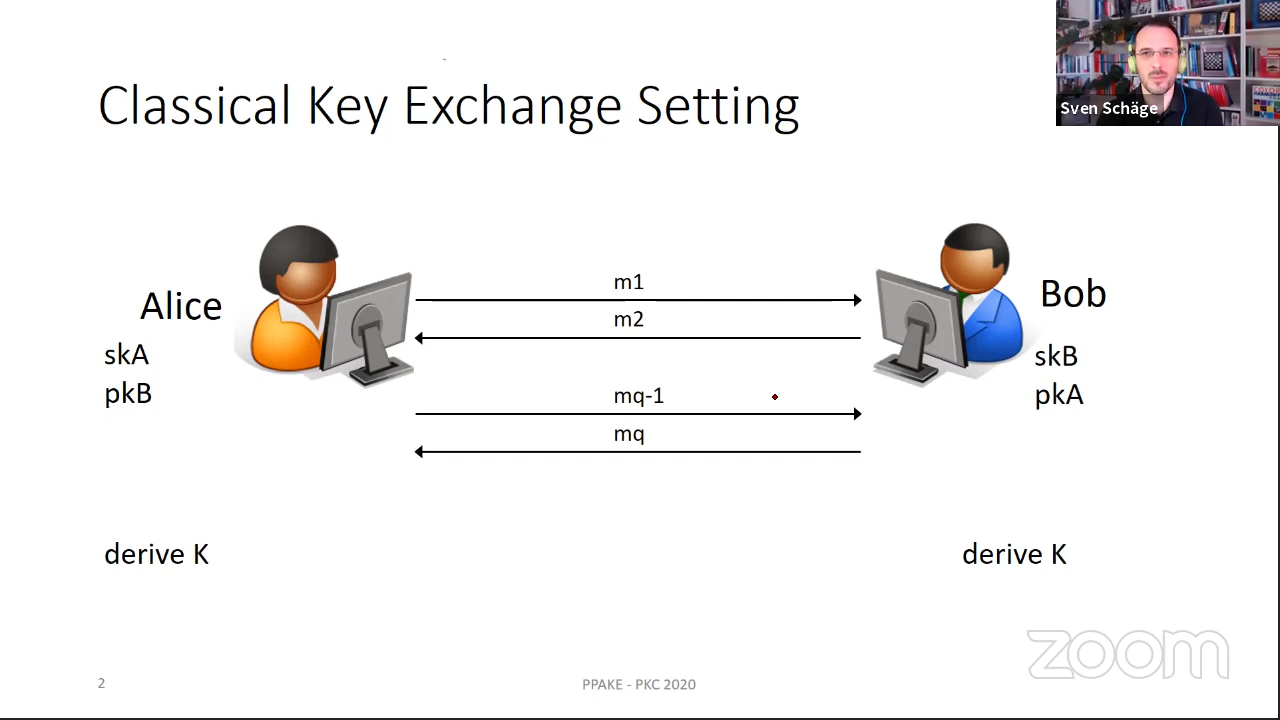 Classical Key Exchange Setting
Sven Schäge
Alice
skA
pkB
m1
m2
mq-1
mq
Bob
skB
pkA
derive K
derive K
zoom
2
PPAKE - PKC 2020